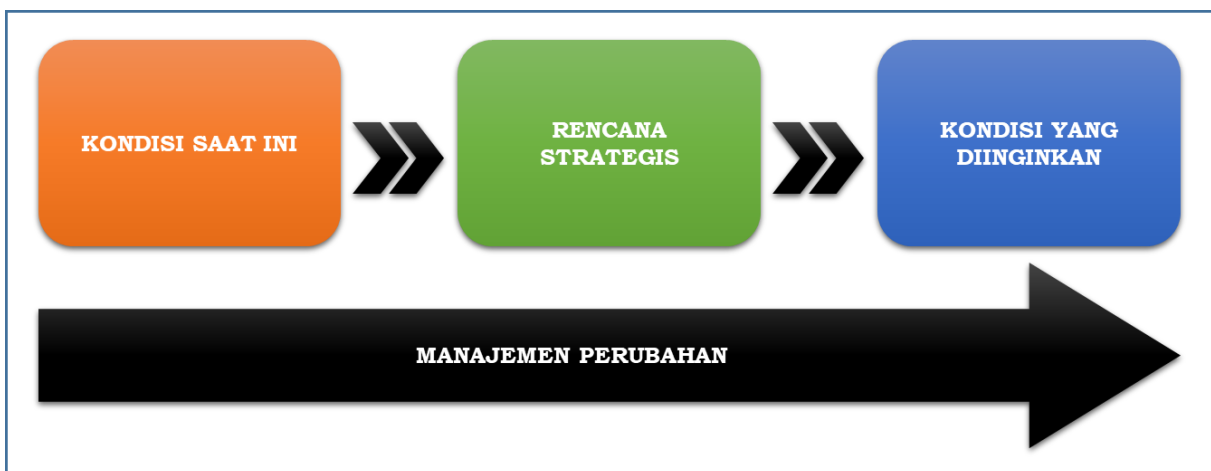 KONDISI SAAT INI
RENCANA
STRATEGIS
KONDISI YANG
DIINGINKAN
MANAJEMEN PERUBAHAN